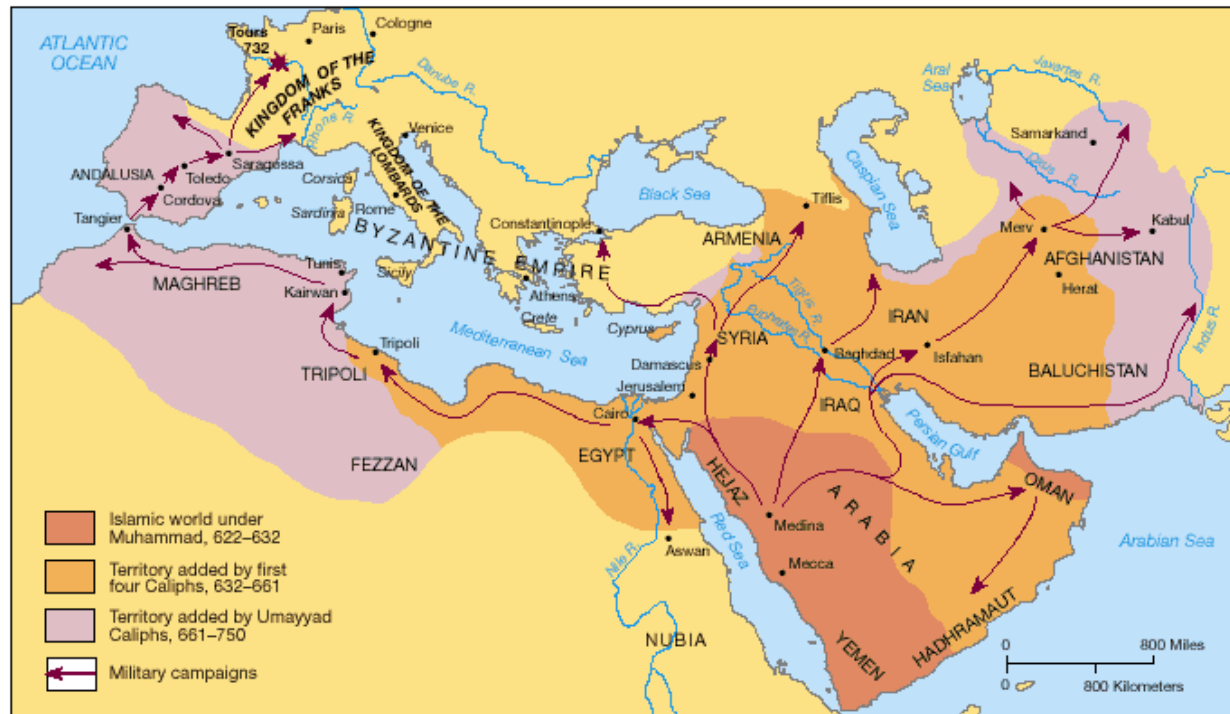 Tours
732
Paris
Cologne
ATLANTIC
OCEAN
KINGDOM OF THE
FRANKS
Danube R.
Rhone R.
Venice
KINGDOM OF THE
LOMBARDS
Aral
Sea
Jaxartes R.
Samarkand
Oxus R.
Caspian Sea
Black Sea
Tiflis
Saragossa
ANDALUSIA
Toledo
Cordova
Corsica
Sardinia
Rome
Constantinople
Tangier
BYZANTINE EMPIRE
ARMENIA
Merv
Kabul
AFGHANISTAN
Herat
Tunis
Sicily
MAGHREB
Kairwan
Athens
Crete
Cyprus
Tigris R.
Euphrates R.
SYRIA
IRAN
Indus R.
Mediterranean Sea
Tripoli
TRIPOLI
Damascus
Baghdad
Isfahan
BALUCHISTAN
Jerusalem
IRAQ
Cairo
Persian Gulf
EGYPT
FEZZAN
HEJAZ
ARABIA
OMAN
Medina
Red Sea
Arabian Sea
Aswan
Nile R.
Mecca
HADHRAMAUT
NUBIA
YEMEN
Islamic world under
Muhammad, 622–632
Territory added by first
four Caliphs, 632–661
Territory added by Umayyad
Caliphs, 661–750
Military campaigns
0 800 Miles
0 800 Kilometers